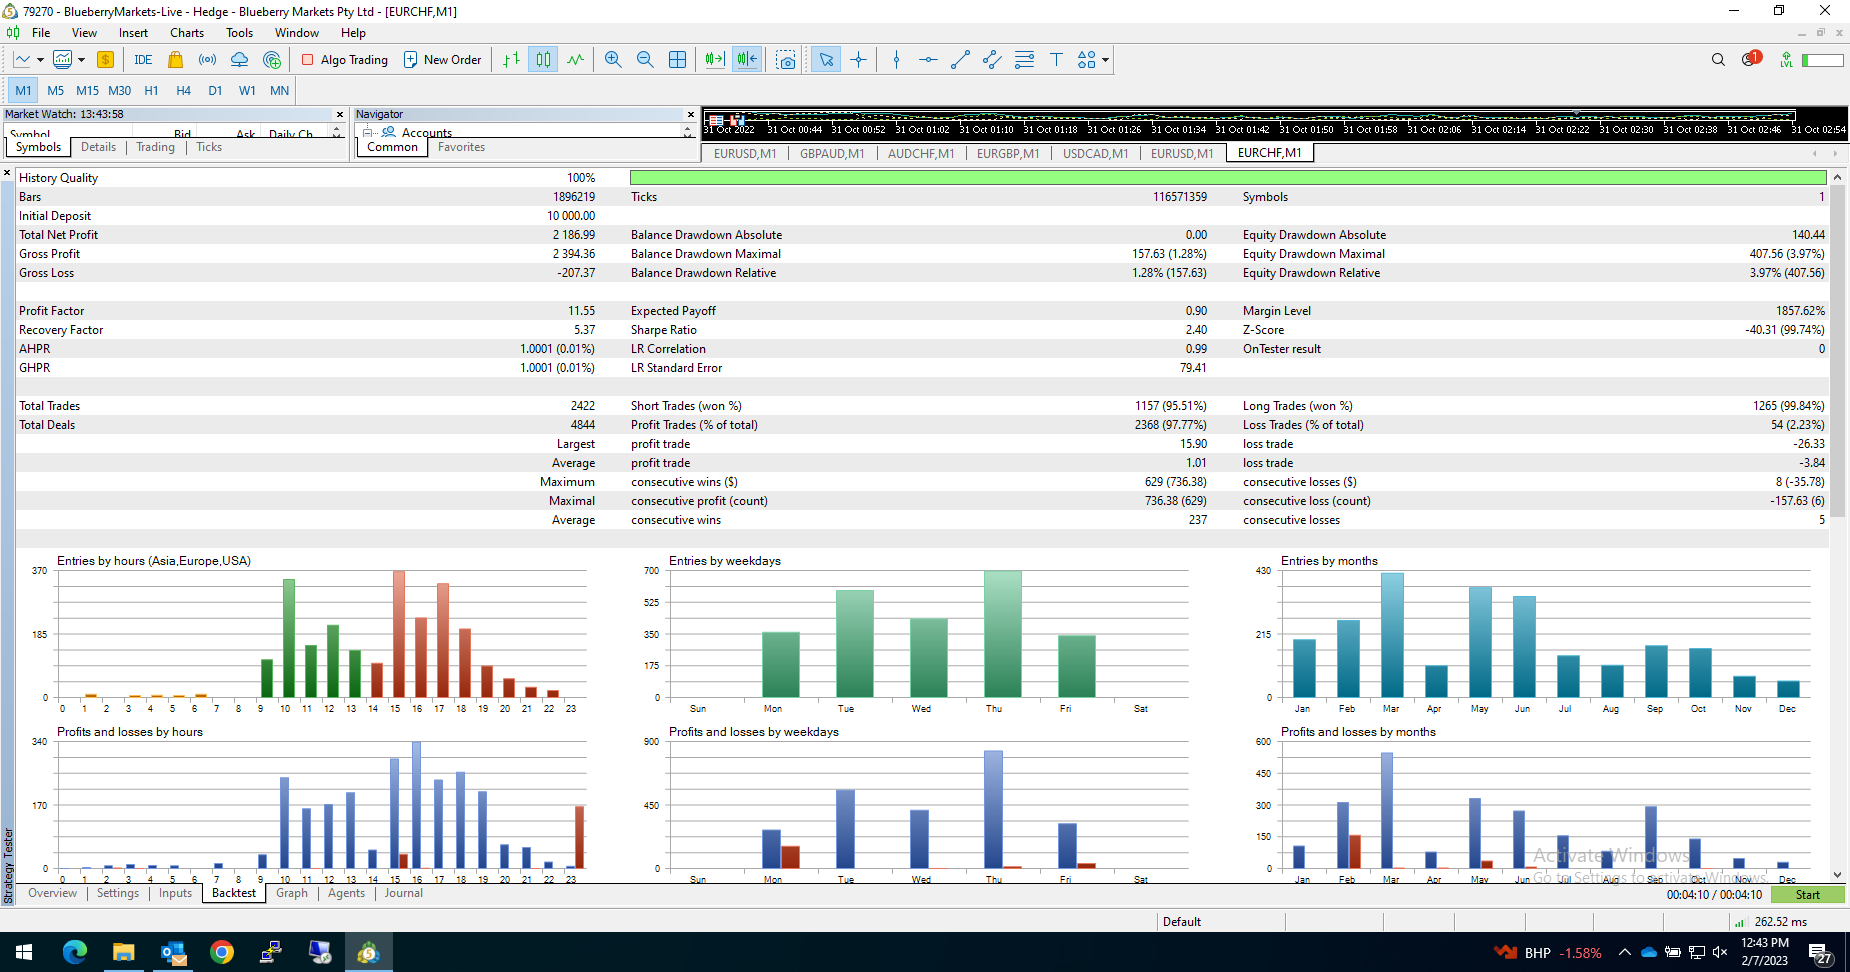 79270 - BlueberryMarkets-Live - Hedge - Blueberry Markets Pty Ltd - [EURCHF,M1]
File View Insert Charts Tools Window Help
IDE Algo Trading New Order 1 LVL
M1 M5 M15 M30 H1 H4 D1 W1 MN
Market Watch: 13:43:58
Symbol Bid Ask Daily Ch...
Symbols Details Trading Ticks
Navigator
Accounts
Common Favorites
31 Oct 2022 31 Oct 00:44 31 Oct 00:52 31 Oct 01:02 31 Oct 01:10 31 Oct 01:18 31 Oct 01:26 31 Oct 01:34 31 Oct 01:42 31 Oct 01:50 31 Oct 01:58 31 Oct 02:06 31 Oct 02:14 31 Oct 02:22 31 Oct 02:30 31 Oct 02:38 31 Oct 02:46 31 Oct 02:54
EURUSD,M1 GBPAUD,M1 AUDCHF,M1 EURGBP,M1 USDCAD,M1 EURUSD,M1 EURCHF,M1
History Quality 100%
Bars 1896219 Ticks 116571359 Symbols 1
Initial Deposit 10 000.00
Total Net Profit 2 186.99 Balance Drawdown Absolute 0.00 Equity Drawdown Absolute 140.44
Gross Profit 2 394.36 Balance Drawdown Maximal 157.63 (1.28%) Equity Drawdown Maximal 407.56 (3.97%)
Gross Loss -207.37 Balance Drawdown Relative 1.28% (157.63) Equity Drawdown Relative 3.97% (407.56)
Profit Factor 11.55 Expected Payoff 0.90 Margin Level 1857.62%
Recovery Factor 5.37 Sharpe Ratio 2.40 Z-Score -40.31 (99.74%)
AHPR 1.0001 (0.01%) LR Correlation 0.99 OnTester result 0
GHPR 1.0001 (0.01%) LR Standard Error 79.41
Total Trades 2422 Short Trades (won %) 1157 (95.51%) Long Trades (won %) 1265 (99.84%)
Total Deals 4844 Profit Trades (% of total) 2368 (97.77%) Loss Trades (% of total) 54 (2.23%)
Largest profit trade 15.90 loss trade -26.33
Average profit trade 1.01 loss trade -3.84
Maximum consecutive wins ($) 629 (736.38) consecutive losses ($) 8 (-35.78)
Maximal consecutive profit (count) 736.38 (629) consecutive loss (count) -157.63 (6)
Average consecutive wins 237 consecutive losses 5
Entries by hours (Asia,Europe,USA)
370
185
0
0 1 2 3 4 5 6 7 8 9 10 11 12 13 14 15 16 17 18 19 20 21 22 23
Entries by weekdays
700
525
350
175
0
Sun Mon Tue Wed Thu Fri Sat
Entries by months
430
215
0
Jan Feb Mar Apr May Jun Jul Aug Sep Oct Nov Dec
Profits and losses by hours
340
170
0
0 1 2 3 4 5 6 7 8 9 10 11 12 13 14 15 16 17 18 19 20 21 22 23
Profits and losses by weekdays
900
450
0
Sun Mon Tue Wed Thu Fri Sat
Profits and losses by months
600
450
300
150
0
Jan Feb Mar Apr May Jun Jul Aug Sep Oct Nov Dec
Activate Windows
Go to Settings to activate Windows.
Strategy Tester
Overview Settings Inputs Backtest Graph Agents Journal
00:04:10 / 00:04:10 Start
Default 262.52 ms
BHP -1.58%
12:43 PM
2/7/2023
27